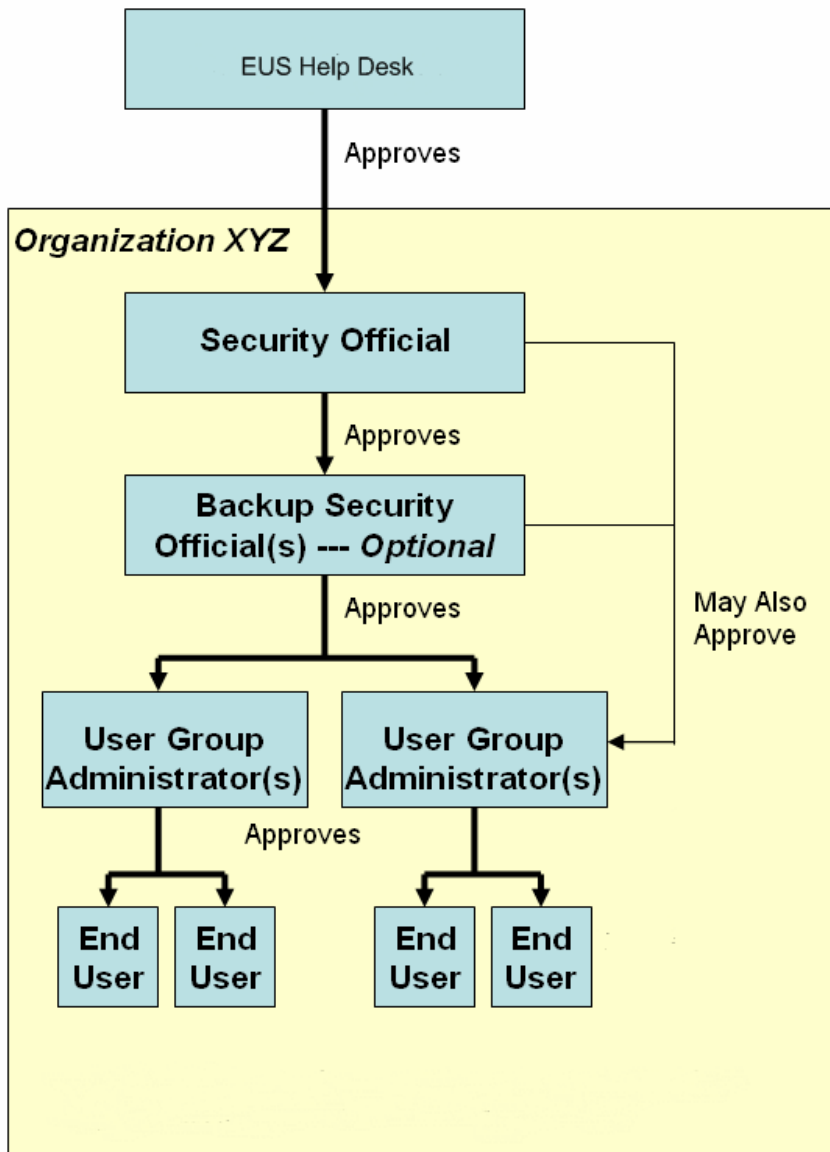 EUS Help Desk
Approves
Organization XYZ
Security Official
Approves
Backup Security
Official(s) --- Optional
Approves
May Also
Approve
User Group
Administrator(s)
User Group
Administrator(s)
Approves
End
User
End
User
End
User
End
User